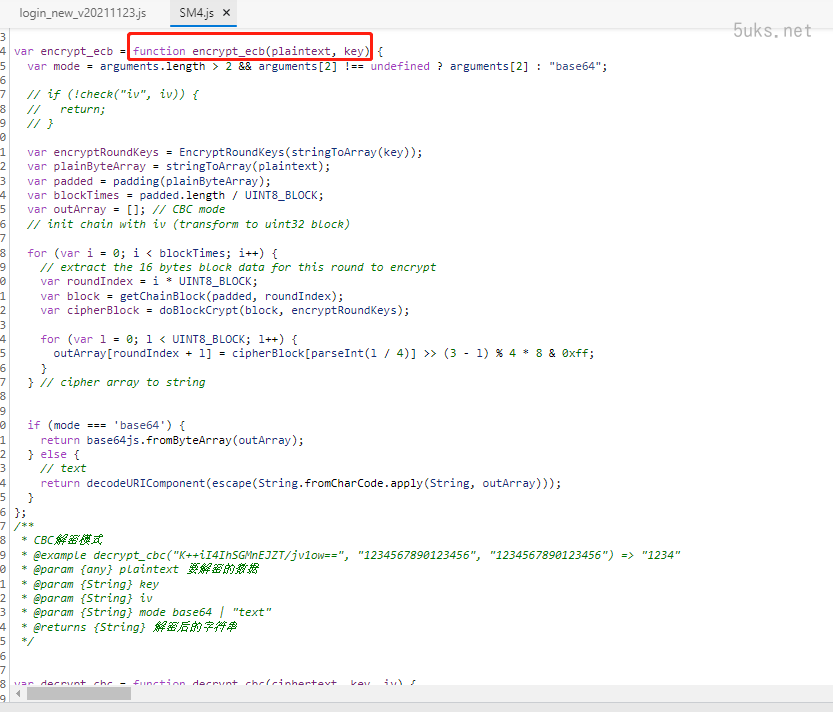 login_new_v20211123.js SM4.js ×
5uks.net
3
4 var encrypt_ecb = function encrypt_ecb(plaintext, key) {
5 var mode = arguments.length > 2 && arguments[2] !== undefined ? arguments[2] : "base64";
6
7 // if (!check("iv", iv)) {
8 // return;
9 // }
0
1 var encryptRoundKeys = EncryptRoundKeys(stringToArray(key));
2 var plainByteArray = stringToArray(plaintext);
3 var padded = padding(plainByteArray);
4 var blockTimes = padded.length / UINT8_BLOCK;
5 var outArray = []; // CBC mode
6 // init chain with iv (transform to uint32 block)
7
8 for (var i = 0; i < blockTimes; i++) {
9 // extract the 16 bytes block data for this round to encrypt
0 var roundIndex = i * UINT8_BLOCK;
1 var block = getChainBlock(padded, roundIndex);
2 var cipherBlock = doBlockCrypt(block, encryptRoundKeys);
3
4 for (var l = 0; l < UINT8_BLOCK; l++) {
5 outArray[roundIndex + l] = cipherBlock[parseInt(l / 4)] >> (3 - l) % 4 * 8 & 0xff;
6 }
7 } // cipher array to string
8
9
0 if (mode === 'base64') {
1 return base64js.fromByteArray(outArray);
2 } else {
3 // text
4 return decodeURIComponent(escape(String.fromCharCode.apply(String, outArray)));
5 }
6 };
7 /**
8 * CBC解密模式
9 * @example decrypt_cbc("K++iI4IhSGMnEJZT/jv1ow==", "1234567890123456", "1234567890123456") => "1234"
0 * @param {any} plaintext 要解密的数据
1 * @param {String} key
2 * @param {String} iv
3 * @param {String} mode base64 | "text"
4 * @returns {String} 解密后的字符串
5 */
6
7
8 var decrypt_cbc = function decrypt_cbc(ciphertext, key, iv) {
9